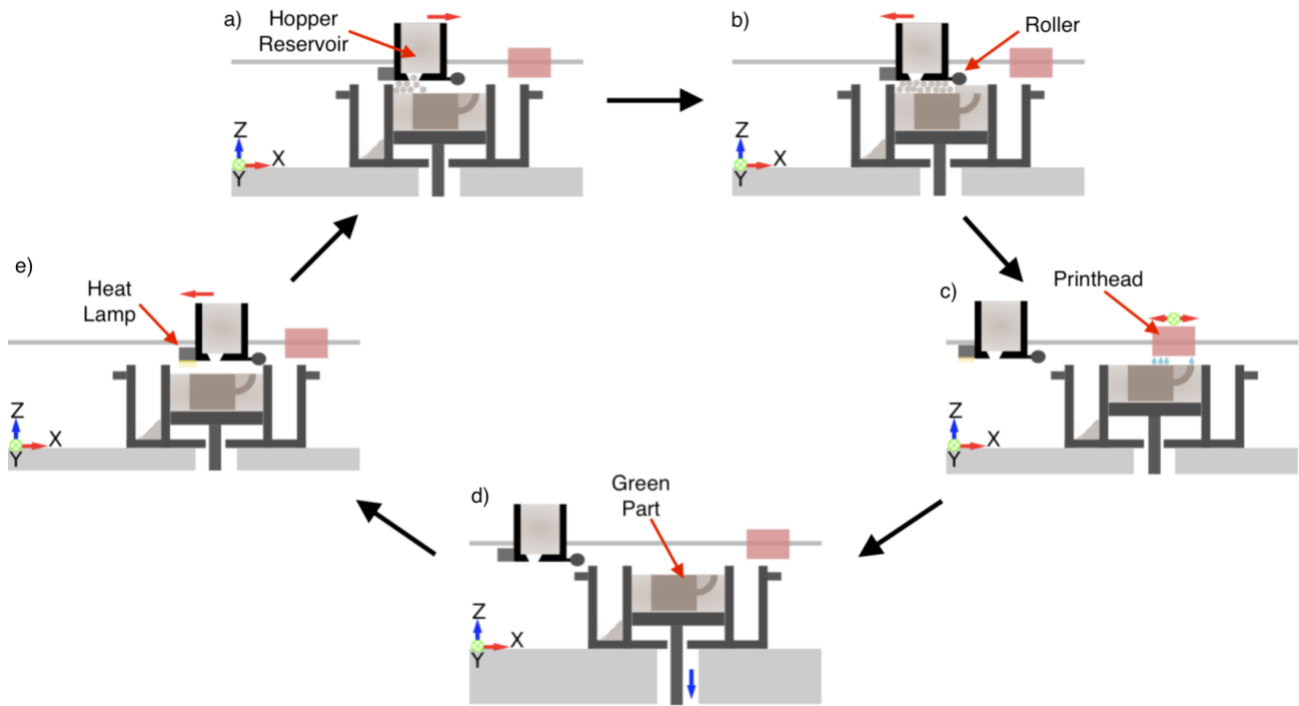 a)
Hopper
Reservoir
Z
X
Y
b)
Roller
Z
X
Y
c)
Printhead
Z
X
Y
d)
Green
Part
Z
X
Y
e)
Heat
Lamp
Z
X
Y